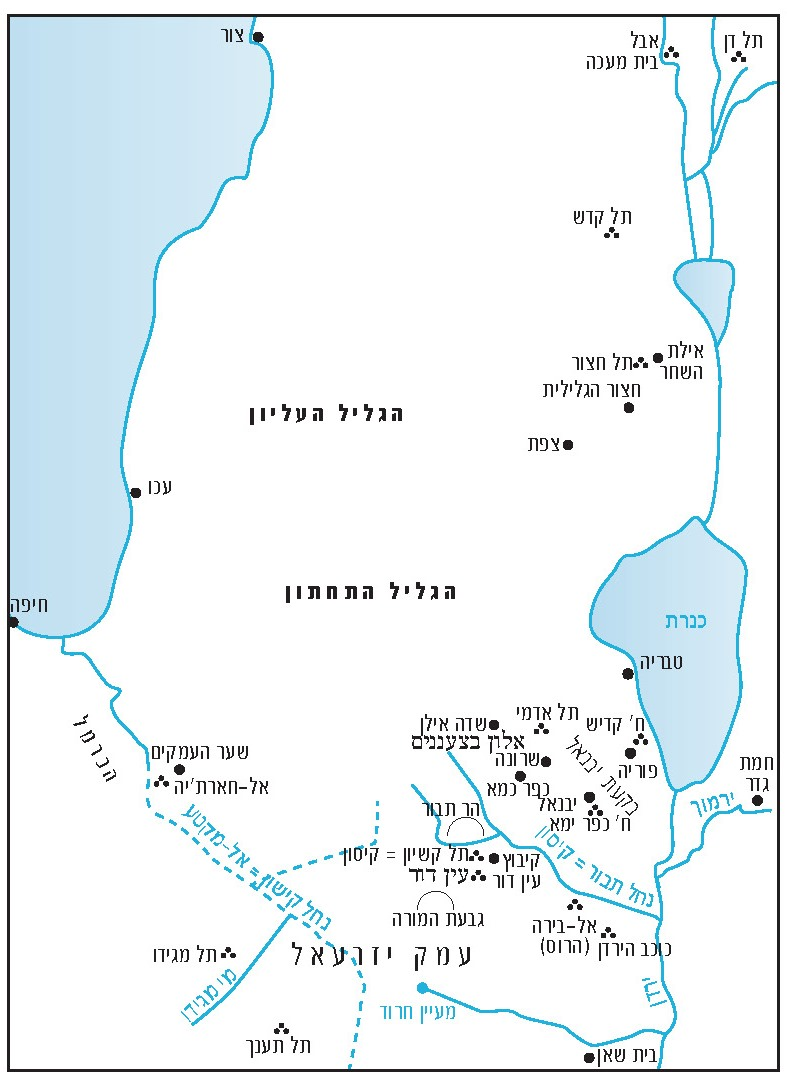 צור
אבל
בית מעכה
תל דן
תל קדש
אילת
השחר
תל חצור
חצור הגלילית
הגליל העליון
צפת
עכו
הגליל התחתון
חיפה
כנרת
טבריה
הכרמל
שער העמקים
אל-חארת'יה
שדה אילן
תל אדמי
אלון בצעננים
ח' קדיש
שרונה
פוריה
כפר כמא
בקעת יבנאל
יבנאל
ח' כפר ימא
חמת
גדר
ירמוך
הר תבור
נחל קישון = אל-מקטע
תל קשיון = קיסון
קיבוץ
עין דור
עין דור
נחל תבור = קיסון
גבעת המורה
אל-בירה
(הרוס)
כוכב הירדן
עמק יזרעאל
תל מגידו
מי מגידו
ירדן
מעיין חרוד
תל תענך
בית שאן